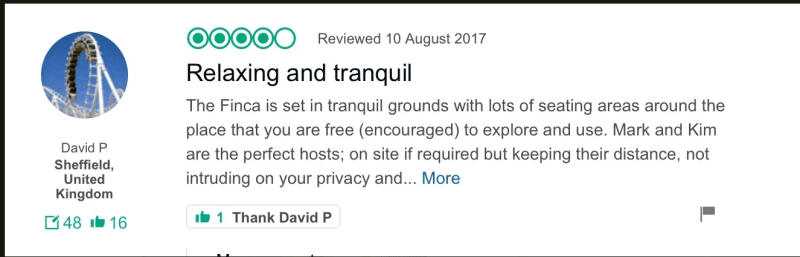 Reviewed 10 August 2017
Relaxing and tranquil
The Finca is set in tranquil grounds with lots of seating areas around the
place that you are free (encouraged) to explore and use. Mark and Kim
are the perfect hosts; on site if required but keeping their distance, not
intruding on your privacy and... More
David P
Sheffield,
United
Kingdom
48 16
1 Thank David P